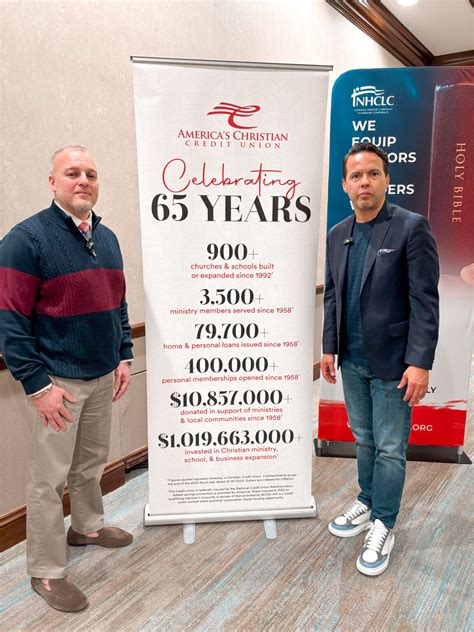 AMERICA'S CHRISTIAN
CREDIT UNION
Celebrating
65 YEARS
900+
churches & schools built
or expanded since 1992*
3,500+
ministry members served since 1958*
79,700+
home & personal loans issued since 1958*
400,000+
personal memberships opened since 1958*
$10,857,000+
donated in support of ministries
& local communities since 1958*
$1,019,663,000+
invested in Christian ministry,
school, & business expansion*
NHCLC
WE
EQUIP
HOLY BIBLE
.ORG